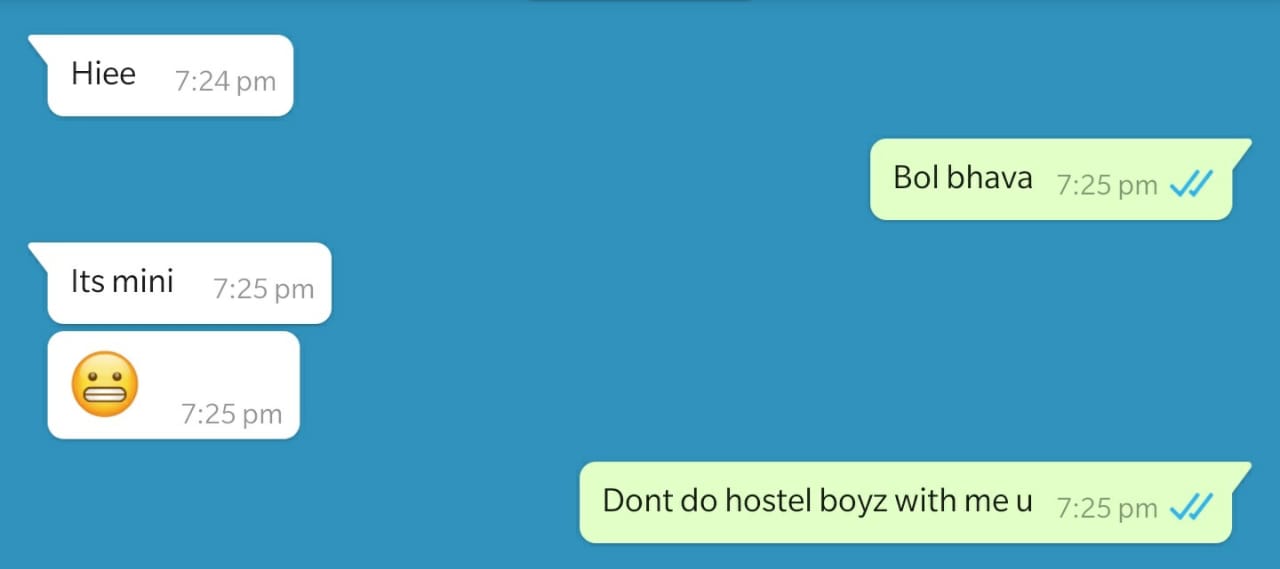 Hiee 7:24 pm
Bol bhava 7:25 pm
Its mini 7:25 pm
😬 7:25 pm
Dont do hostel boyz with me u 7:25 pm